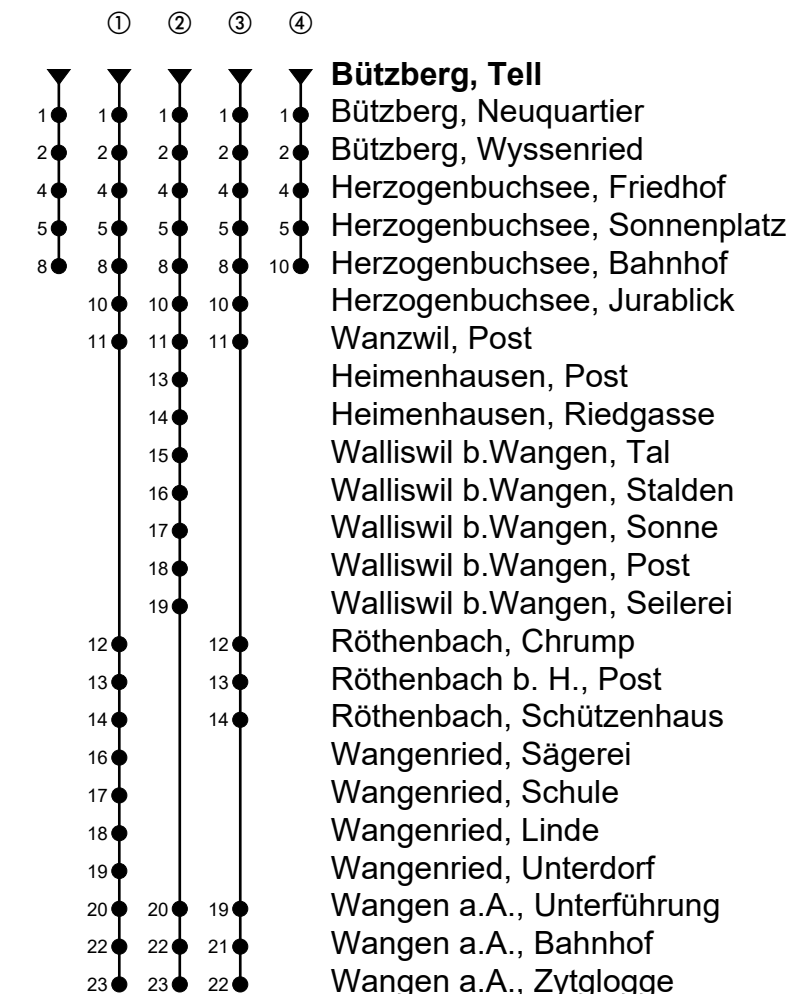 ① ② ③ ④
Bützberg, Tell
1 1 1 1 1 Bützberg, Neuquartier
2 2 2 2 2 Bützberg, Wyssenried
4 4 4 4 4 Herzogenbuchsee, Friedhof
5 5 5 5 5 Herzogenbuchsee, Sonnenplatz
8 8 8 8 10 Herzogenbuchsee, Bahnhof
10 10 10 Herzogenbuchsee, Jurablick
11 11 11 Wanzwil, Post
13 Heimenhausen, Post
14 Heimenhausen, Riedgasse
15 Walliswil b.Wangen, Tal
16 Walliswil b.Wangen, Stalden
17 Walliswil b.Wangen, Sonne
18 Walliswil b.Wangen, Post
19 Walliswil b.Wangen, Seilerei
12 12 Röthenbach, Chrump
13 13 Röthenbach b. H., Post
14 14 Röthenbach, Schützenhaus
16 Wangenried, Sägerei
17 Wangenried, Schule
18 Wangenried, Linde
19 Wangenried, Unterdorf
20 20 19 Wangen a.A., Unterführung
22 22 21 Wangen a.A., Bahnhof
23 23 22 Wangen a.A., Zytglogge